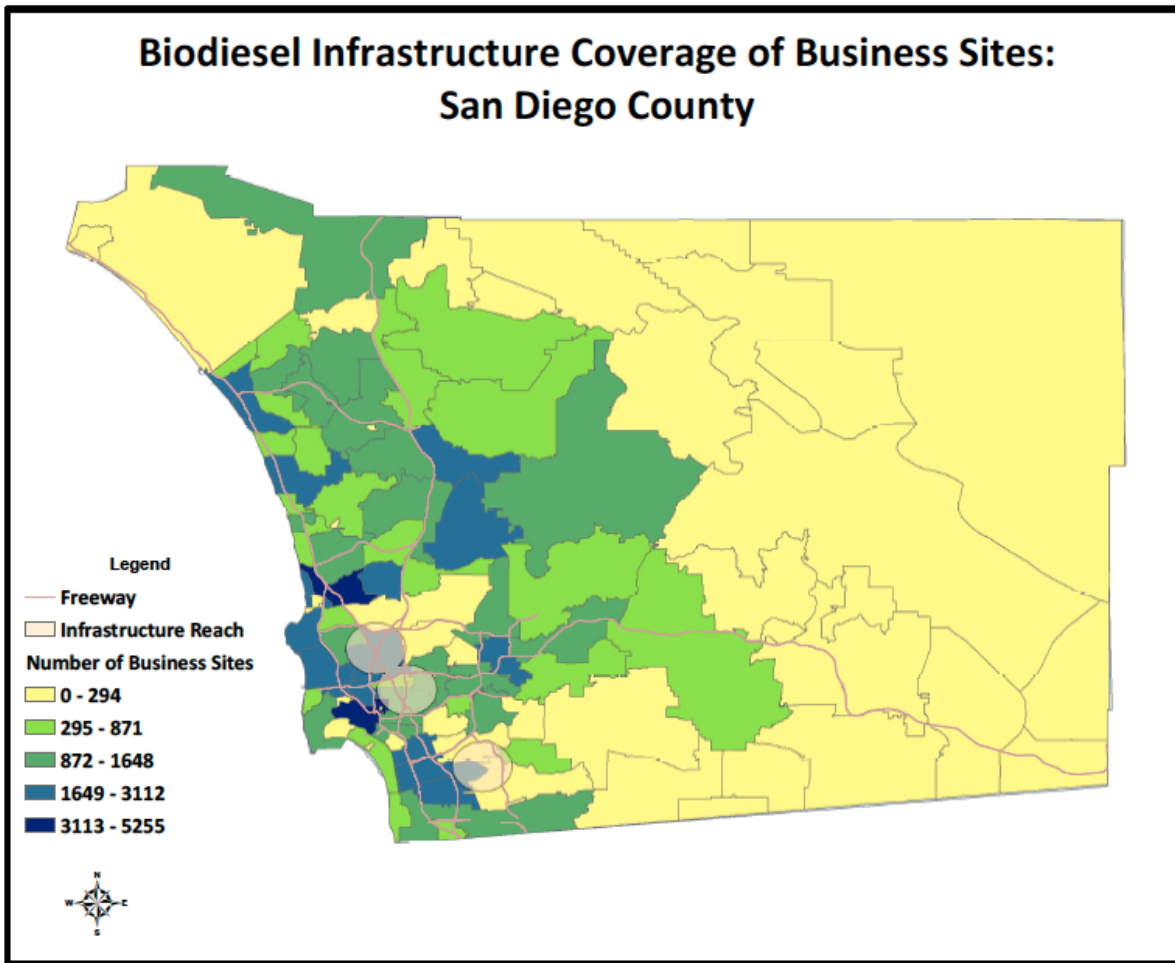 Biodiesel Infrastructure Coverage of Business Sites:
San Diego County
Legend
Freeway
Infrastructure Reach
Number of Business Sites
0 - 294
295 - 871
872 - 1648
1649 - 3112
3113 - 5255
N
W E
S